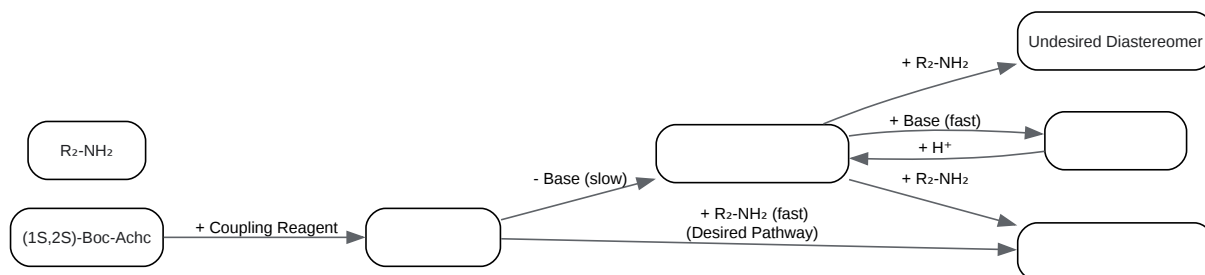 Undesired Diastereomer
+ R₂-NH₂
+ Base (fast)
+ H⁺
R₂-NH₂
- Base (slow)
+ R₂-NH₂
(1S,2S)-Boc-Achc
+ Coupling Reagent
+ R₂-NH₂ (fast)
(Desired Pathway)